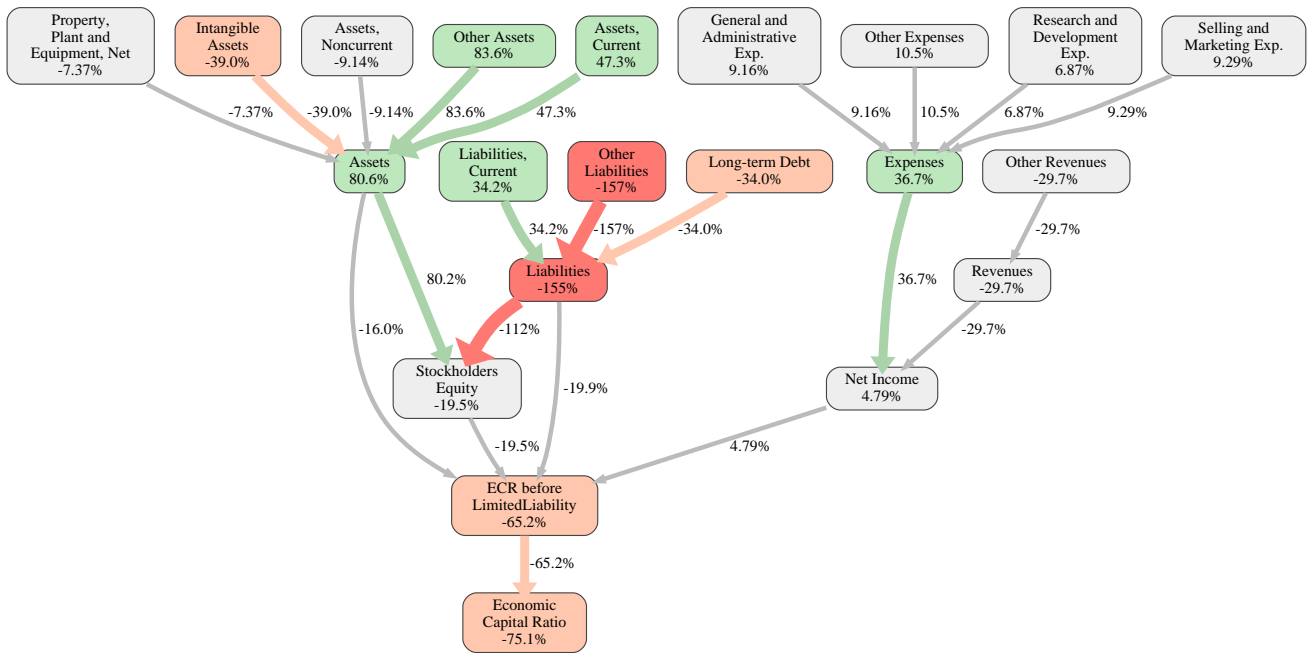 Property,
Plant and
Equipment, Net
-7.37%
Intangible
Assets
-39.0%
Assets,
Noncurrent
-9.14%
Other Assets
83.6%
Assets,
Current
47.3%
General and
Administrative
Exp.
9.16%
Other Expenses
10.5%
Research and
Development
Exp.
6.87%
Selling and
Marketing Exp.
9.29%
-7.37%
-39.0%
-9.14%
83.6%
47.3%
9.16%
10.5%
6.87%
9.29%
Assets
80.6%
Liabilities,
Current
34.2%
Other
Liabilities
-157%
Long-term Debt
-34.0%
Expenses
36.7%
Other Revenues
-29.7%
34.2%
-157%
-34.0%
-29.7%
80.2%
Liabilities
-155%
36.7%
Revenues
-29.7%
-16.0%
-112%
-29.7%
Stockholders
Equity
-19.5%
-19.9%
Net Income
4.79%
-19.5%
4.79%
ECR before
LimitedLiability
-65.2%
-65.2%
Economic
Capital Ratio
-75.1%